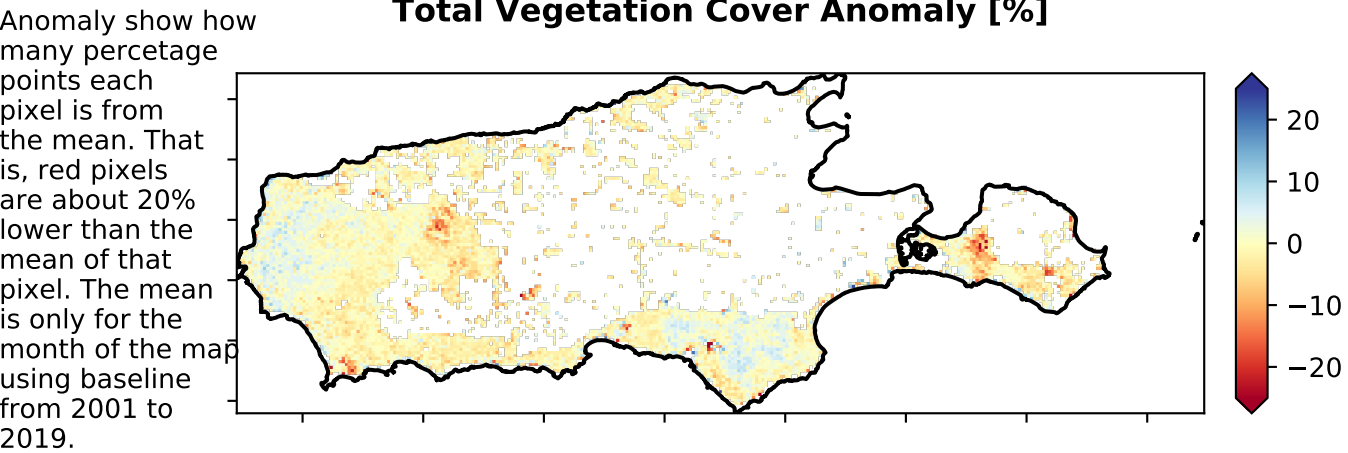 Total Vegetation Cover Anomaly [%]
Anomaly show how
many percetage
points each
pixel is from
the mean. That
is, red pixels
are about 20%
lower than the
mean of that
pixel. The mean
is only for the
month of the map
using baseline
from 2001 to
2019.
20
10
0
−10
−20